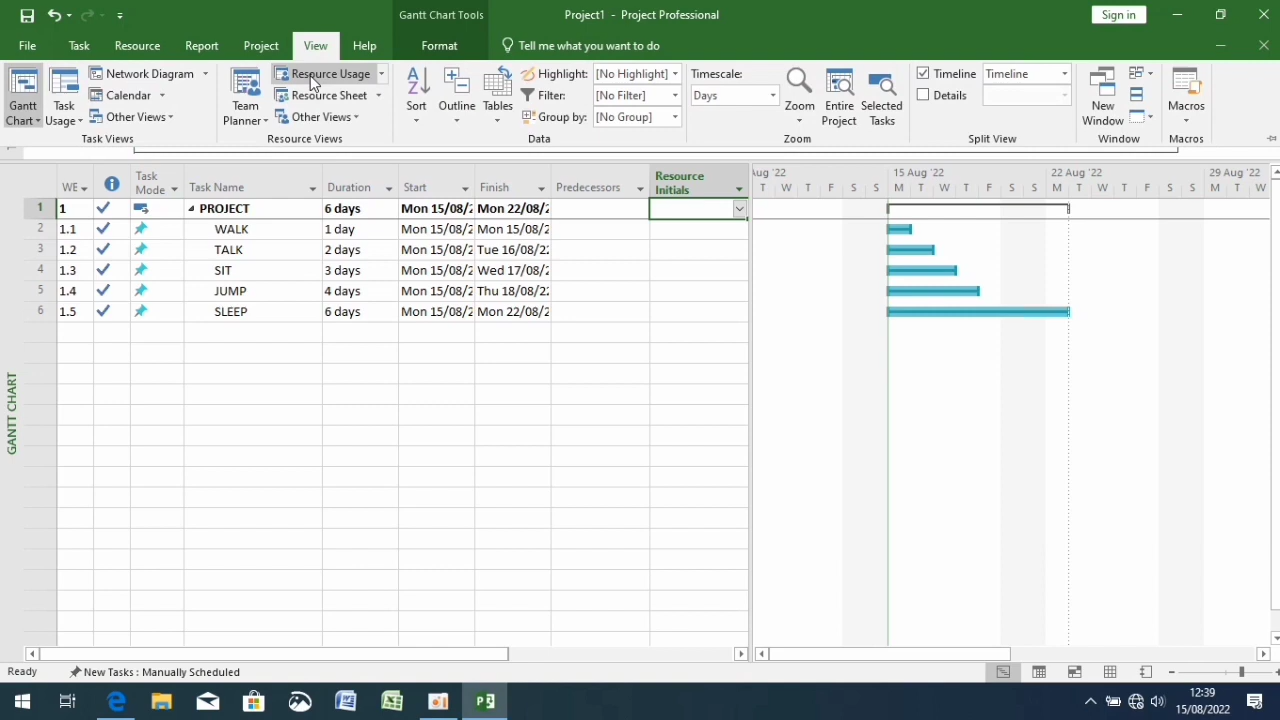 Gantt Chart Tools
Project1 - Project Professional
Sign in
File Task Resource Report Project View Help Format Tell me what you want to do
Gantt Chart
Task Usage
Network Diagram
Calendar
Other Views
Task Views
Team Planner
Resource Usage
Resource Sheet
Other Views
Resource Views
Sort
Outline
Tables
Highlight: [No Highlight]
Filter: [No Filter]
Group by: [No Group]
Data
Timescale:
Days
Zoom
Entire Project
Selected Tasks
Zoom
Timeline Timeline
Details
Split View
New Window
Window
Macros
Macros
WE Task Mode Task Name Duration Start Finish Predecessors Resource Initials
Aug '22 15 Aug '22 22 Aug '22 29 Aug '22
T W T F S S M T W T F S S M T W T F S S M T W
1 1 PROJECT 6 days Mon 15/08/2 Mon 22/08/2
2 1.1 WALK 1 day Mon 15/08/2 Mon 15/08/2
3 1.2 TALK 2 days Mon 15/08/2 Tue 16/08/22
4 1.3 SIT 3 days Mon 15/08/2 Wed 17/08/2
5 1.4 JUMP 4 days Mon 15/08/2 Thu 18/08/22
6 1.5 SLEEP 6 days Mon 15/08/2 Mon 22/08/2
GANTT CHART
Ready New Tasks : Manually Scheduled
12:39
15/08/2022